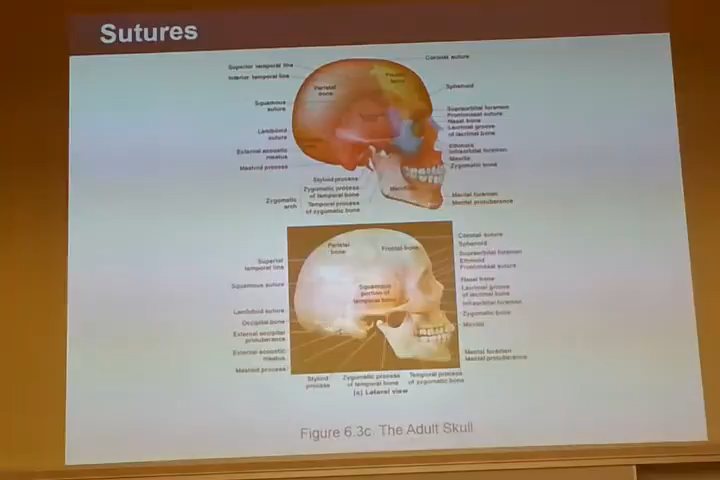 Sutures
Superior temporal line
Inferior temporal line
Squamous
suture
Lambdoid
suture
External acoustic
meatus
Mastoid process
Parietal
bone
Frontal
bone
Coronal suture
Sphenoid
Supraorbital foramen
Frontonasal suture
Nasal bone
Lacrimal groove
of lacrimal bone
Ethmoid
Infraorbital foramen
Maxilla
Zygomatic bone
Zygomatic
arch
Styloid process
Zygomatic process
of temporal bone
Temporal process
of zygomatic bone
Mandible
Mental foramen
Mental protuberance
Superior
temporal line
Squamous suture
Lambdoid suture
Occipital bone
External occipital
protuberance
External acoustic
meatus
Mastoid process
Parietal
bone
Frontal bone
Squamous
portion of
temporal bone
Coronal suture
Sphenoid
Supraorbital foramen
Ethmoid
Frontonasal suture
Nasal bone
Lacrimal groove
of lacrimal bone
Infraorbital foramen
Zygomatic bone
Maxilla
Mental foramen
Mental protuberance
Styloid
process
Zygomatic process
of temporal bone
Temporal process
of zygomatic bone
(c) Lateral view
Figure 6.3c The Adult Skull